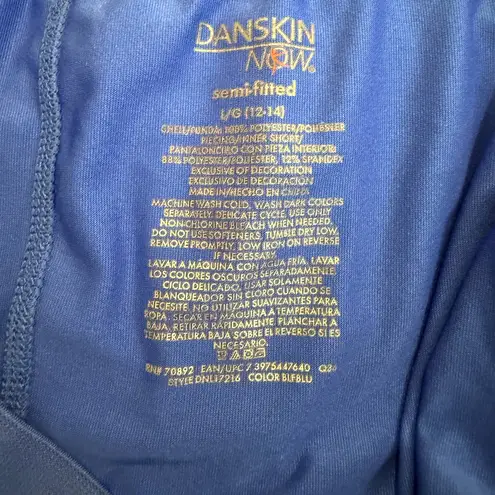 DANSKIN
NOW®
semi-fitted
L/G (12-14)
SHELL/FUNDA: 100% POLYESTER/POLIÉSTER
PIECING/INNER SHORT/
PANTALONCIRO CON PIEZA INTERIOR:
88% POLYESTER/POLIÉSTER, 12% SPANDEX
EXCLUSIVE OF DECORATION
EXCLUSIVO DE DECORACIÓN
MADE IN/HECHO EN CHINA
MACHINE WASH COLD, WASH DARK COLORS
SEPARATELY. DELICATE CYCLE. USE ONLY
NON-CHLORINE BLEACH WHEN NEEDED.
DO NOT USE SOFTENERS. TUMBLE DRY LOW.
REMOVE PROMPTLY. LOW IRON ON REVERSE
IF NECESSARY.
LAVAR A MÁQUINA CON AGUA FRÍA. LAVAR
LOS COLORES OSCUROS SEPARADAMENTE.
CICLO DELICADO. USAR SOLAMENTE
BLANQUEADOR SIN CLORO CUANDO SE
NECESITE. NO UTILIZAR SUAVIZANTES PARA
ROPA. SECAR EN MÁQUINA A TEMPERATURA
BAJA. RETIRAR RÁPIDAMENTE. PLANCHAR A
TEMPERATURA BAJA SOBRE EL REVERSO SI ES
NECESARIO.
RN# 70892 EAN/UPC 7 3975447640 Q36
STYLE DNL17216 COLOR BLFBLU